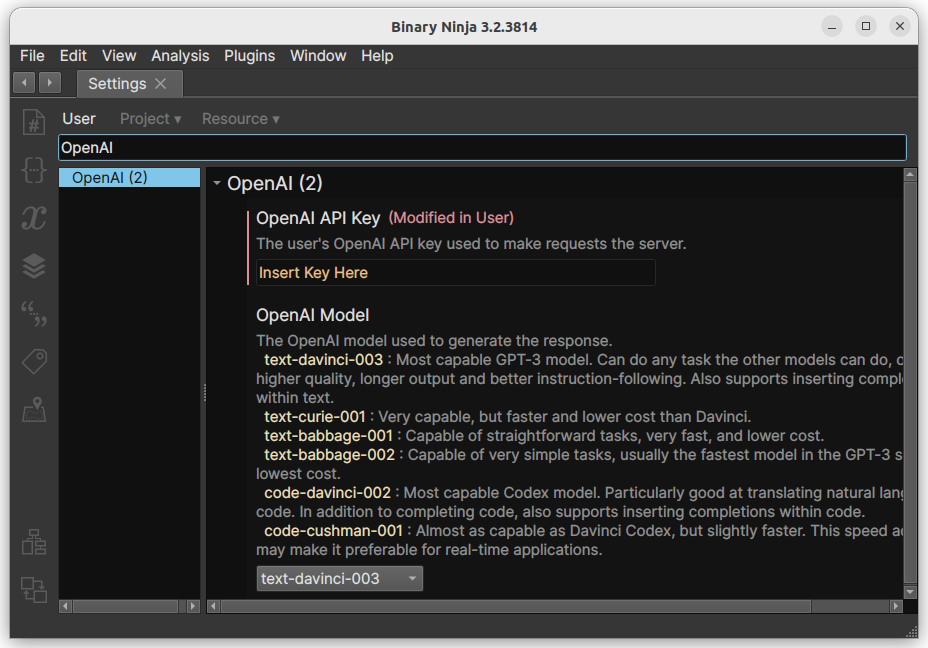 Binary Ninja 3.2.3814
File Edit View Analysis Plugins Window Help
Settings
User Project Resource
OpenAI
OpenAI (2)
OpenAI (2)
OpenAI API Key (Modified in User)
The user's OpenAI API key used to make requests the server.
Insert Key Here
OpenAI Model
The OpenAI model used to generate the response.
text-davinci-003 : Most capable GPT-3 model. Can do any task the other models can do,
higher quality, longer output and better instruction-following. Also supports inserting
within text.
text-curie-001 : Very capable, but faster and lower cost than Davinci.
text-babbage-001 : Capable of straightforward tasks, very fast, and lower cost.
text-babbage-002 : Capable of very simple tasks, usually the fastest model in the GPT-3
lowest cost.
code-davinci-002 : Most capable Codex model. Particularly good at translating natural
code. In addition to completing code, also supports inserting completions within code.
code-cushman-001 : Almost as capable as Davinci Codex, but slightly faster. This speed
may make it preferable for real-time applications.
text-davinci-003